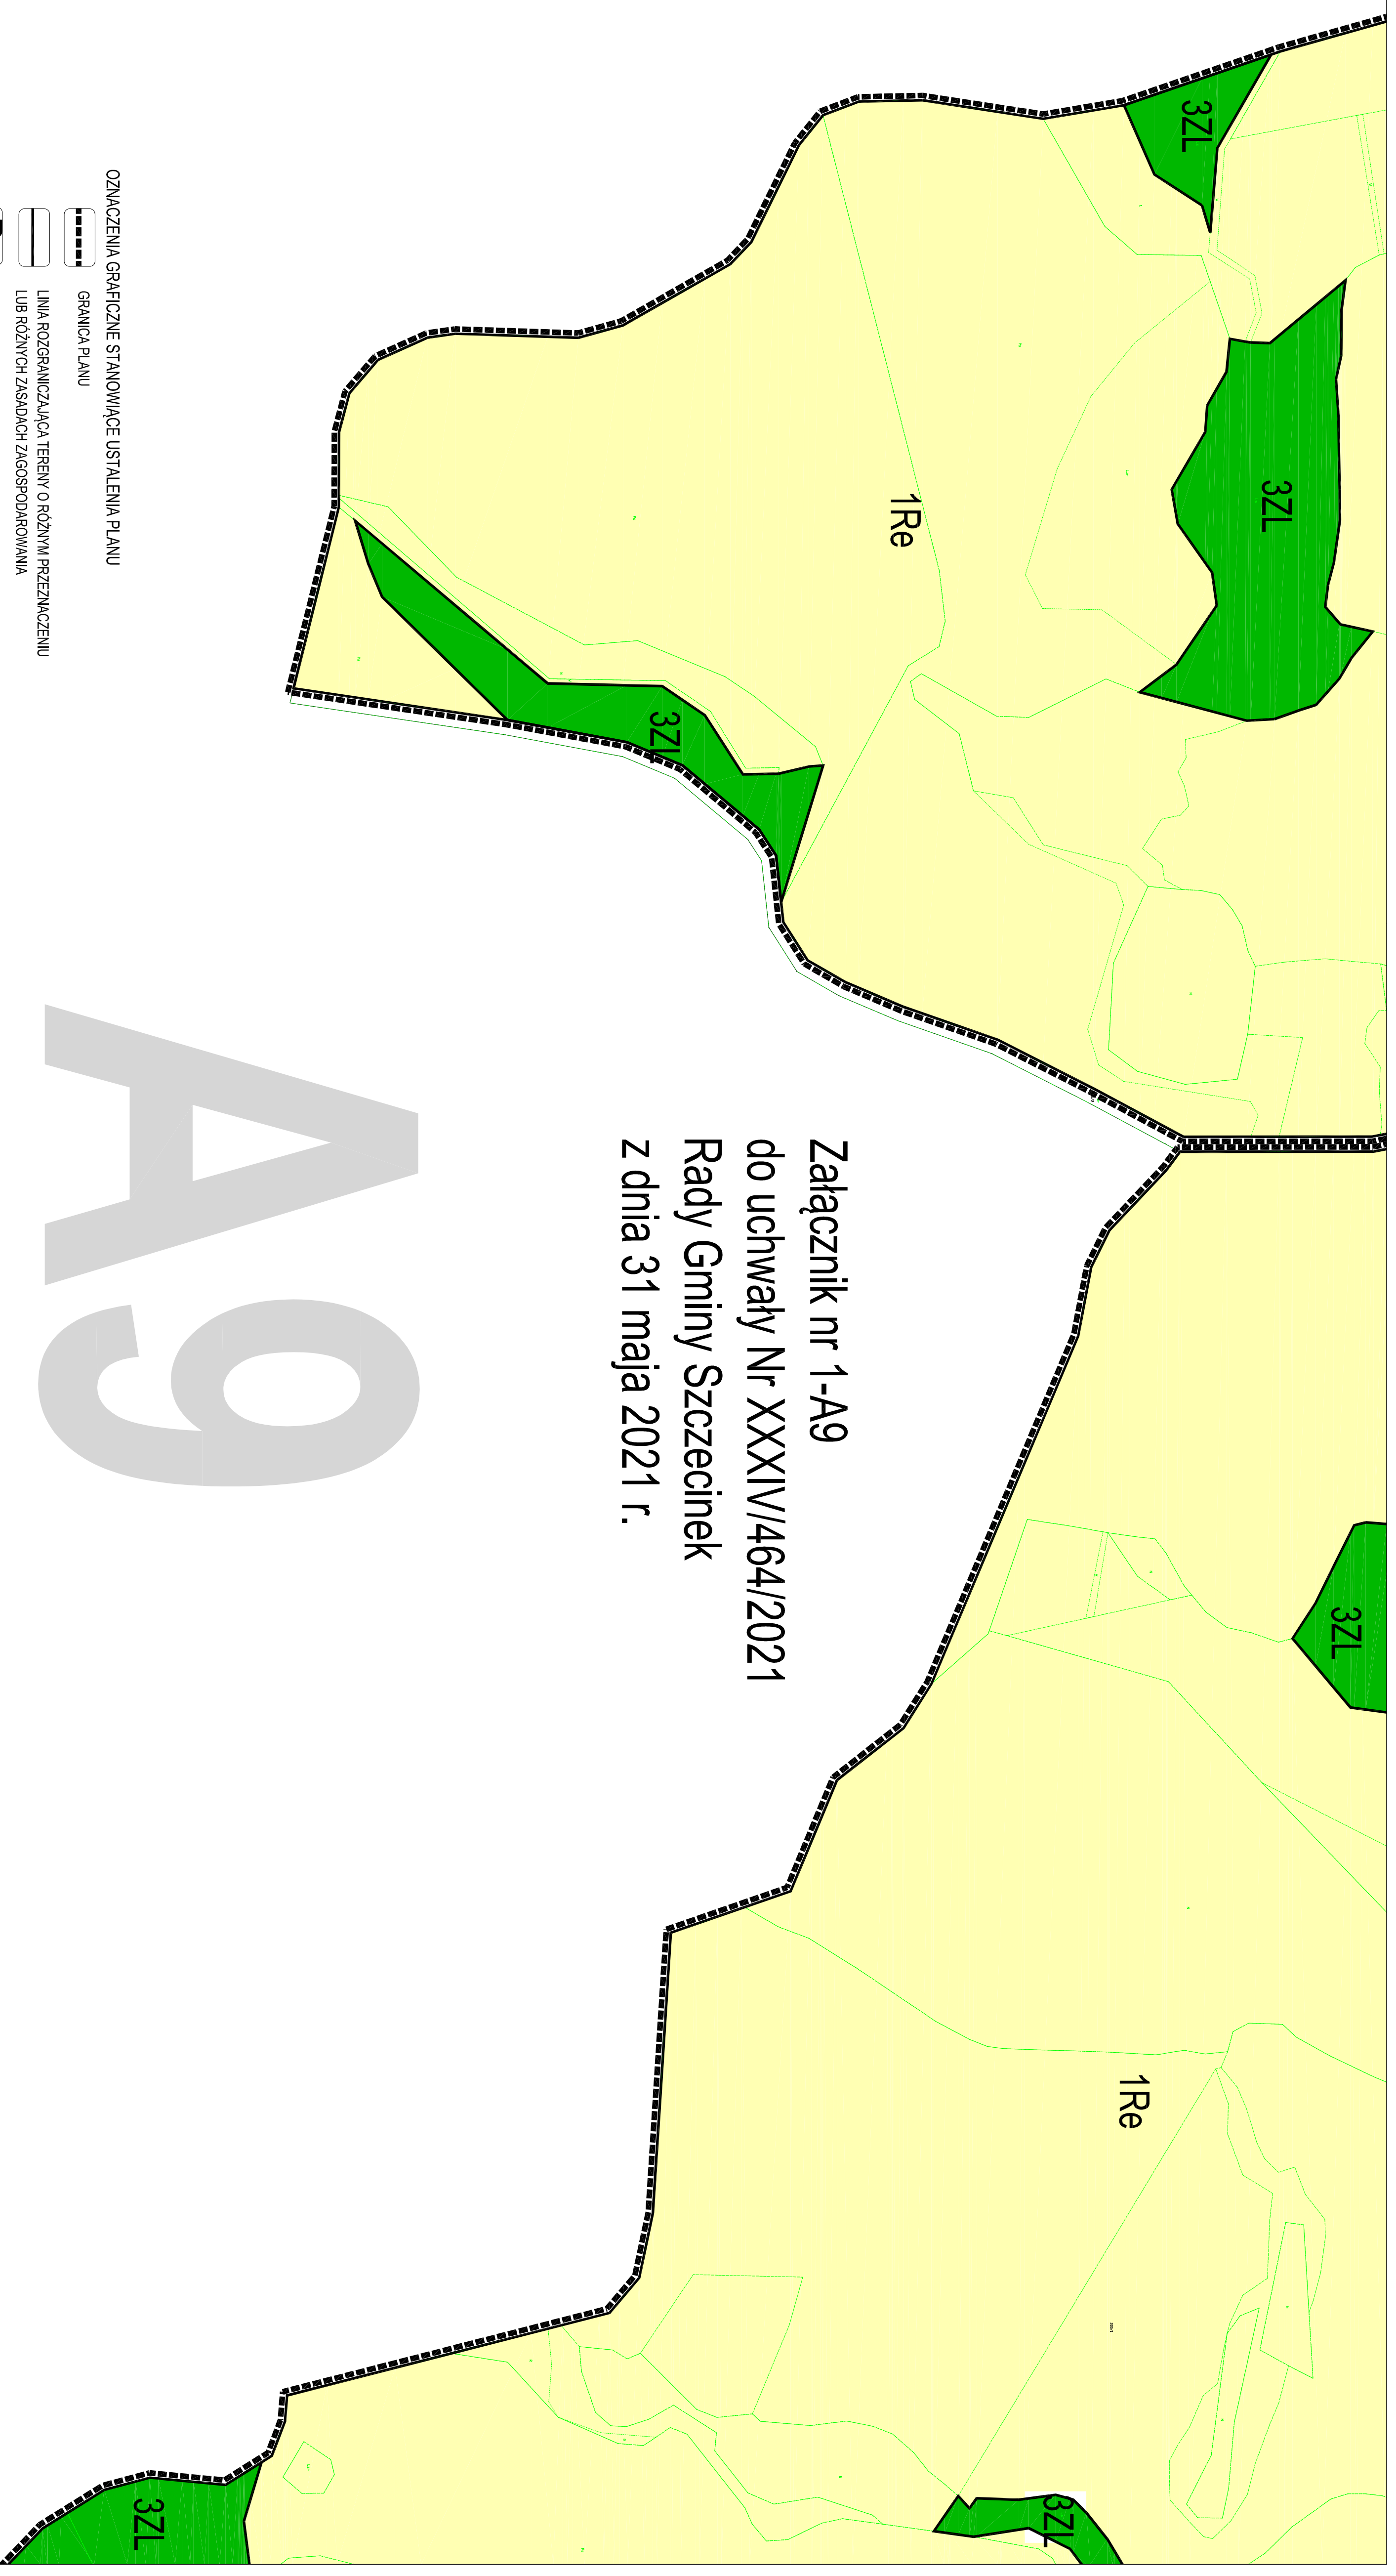 3ZL
3ZL
1Re
3ZL
OZNACZENIA GRAFICZNE STANOWIĄCE USTALENIA PLANU
GRANICA PLANU
LINIA ROZGRANICZAJĄCA TERENY O RÓŻNYM PRZEZNACZENIU
LUB RÓŻNYCH ZASADACH ZAGOSPODAROWANIA
Załącznik nr 1-A9
do uchwały Nr XXXIV/464/2021
Rady Gminy Szczecinek
z dnia 31 maja 2021 r.
A9
3ZL
1Re
3ZL
3ZL